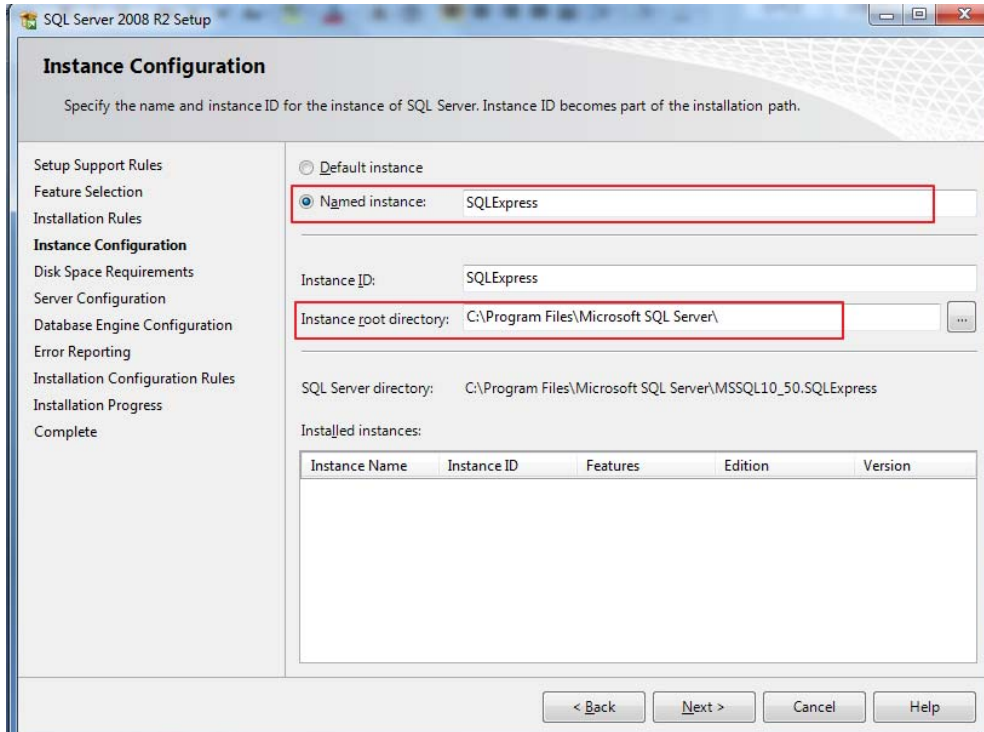 SQL Server 2008 R2 Setup
Instance Configuration
Specify the name and instance ID for the instance of SQL Server. Instance ID becomes part of the installation path.
Setup Support Rules
Feature Selection
Installation Rules
Instance Configuration
Disk Space Requirements
Server Configuration
Database Engine Configuration
Error Reporting
Installation Configuration Rules
Installation Progress
Complete
Default instance
Named instance: SQLExpress
Instance ID: SQLExpress
Instance root directory: C:\Program Files\Microsoft SQL Server\ ...
SQL Server directory: C:\Program Files\Microsoft SQL Server\MSSQL10_50.SQLExpress
Installed instances:
Instance Name Instance ID Features Edition Version
< Back Next > Cancel Help